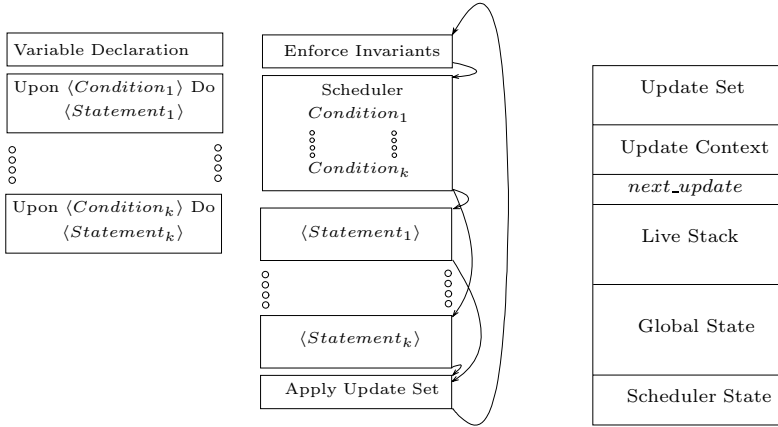 Variable Declaration
Upon ⟨Condition₁⟩ Do
⟨Statement₁⟩
Upon ⟨Conditionₖ⟩ Do
⟨Statementₖ⟩
Enforce Invariants
Scheduler
Condition₁
Conditionₖ
⟨Statement₁⟩
⟨Statementₖ⟩
Apply Update Set
Update Set
Update Context
next_update
Live Stack
Global State
Scheduler State